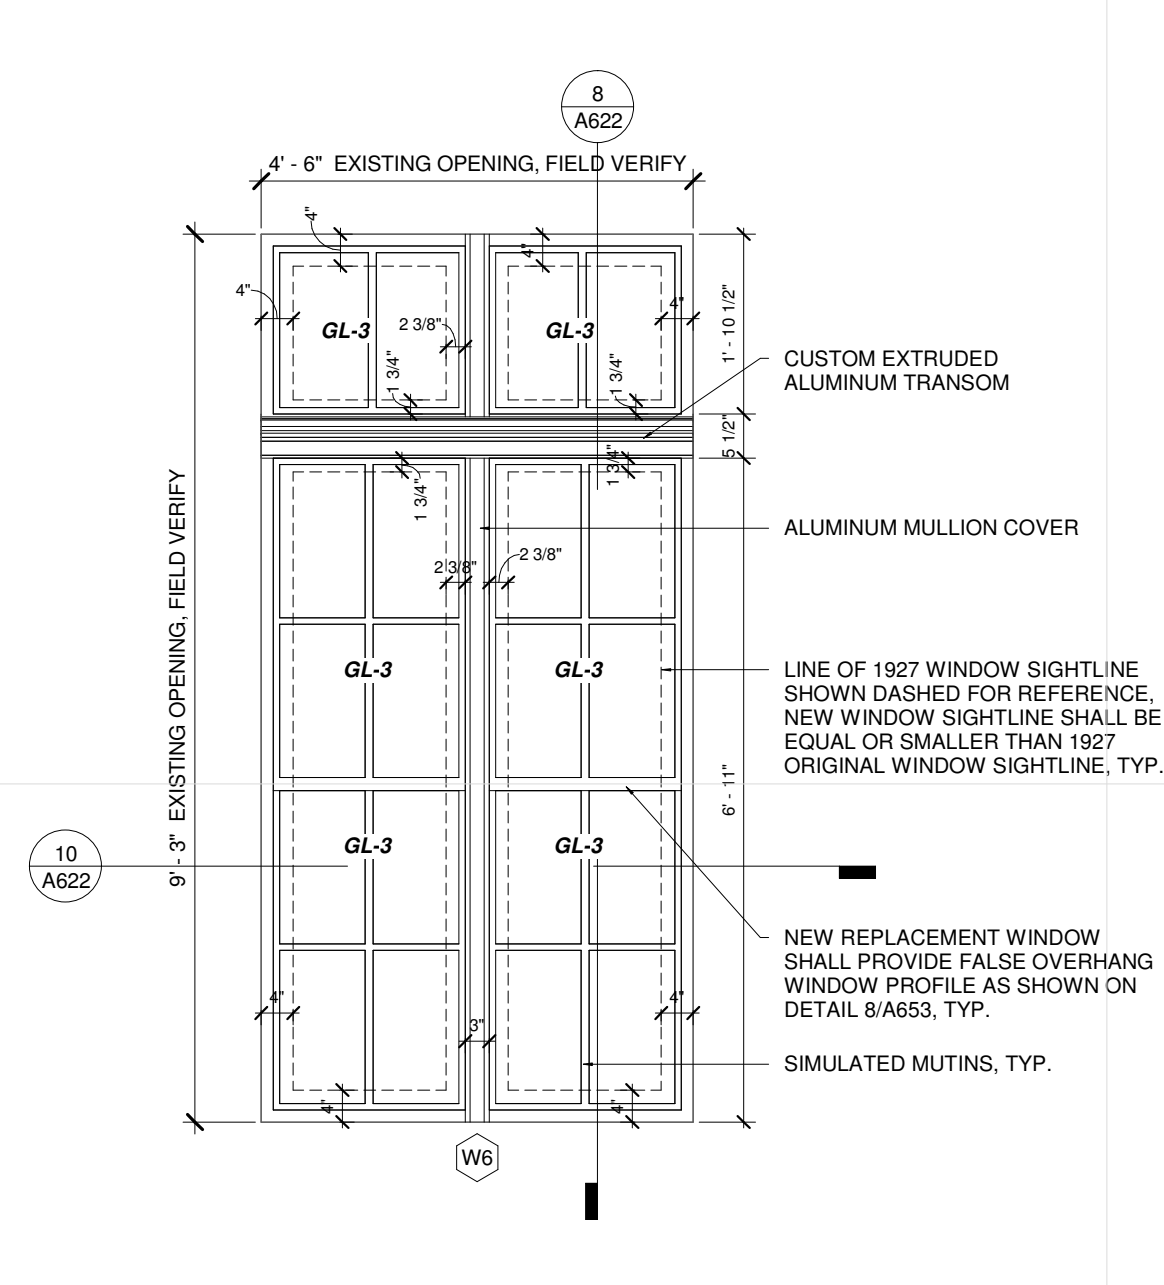 8
A622
4' - 6" EXISTING OPENING, FIELD VERIFY
4"
4"
4"
4"
GL-3
2 3/8"
GL-3
1' - 10 1/2"
1 3/4"
1 3/4"
CUSTOM EXTRUDED
ALUMINUM TRANSOM
5 1/2"
1 3/4"
1 3/4"
9' - 3" EXISTING OPENING, FIELD VERIFY
ALUMINUM MULLION COVER
2 3/8"
2 3/8"
GL-3
GL-3
LINE OF 1927 WINDOW SIGHTLINE
SHOWN DASHED FOR REFERENCE,
NEW WINDOW SIGHTLINE SHALL BE
EQUAL OR SMALLER THAN 1927
ORIGINAL WINDOW SIGHTLINE, TYP.
6' - 11"
GL-3
GL-3
10
A622
NEW REPLACEMENT WINDOW
SHALL PROVIDE FALSE OVERHANG
WINDOW PROFILE AS SHOWN ON
DETAIL 8/A653, TYP.
4"
4"
3"
SIMULATED MUTINS, TYP.
4"
4"
W6